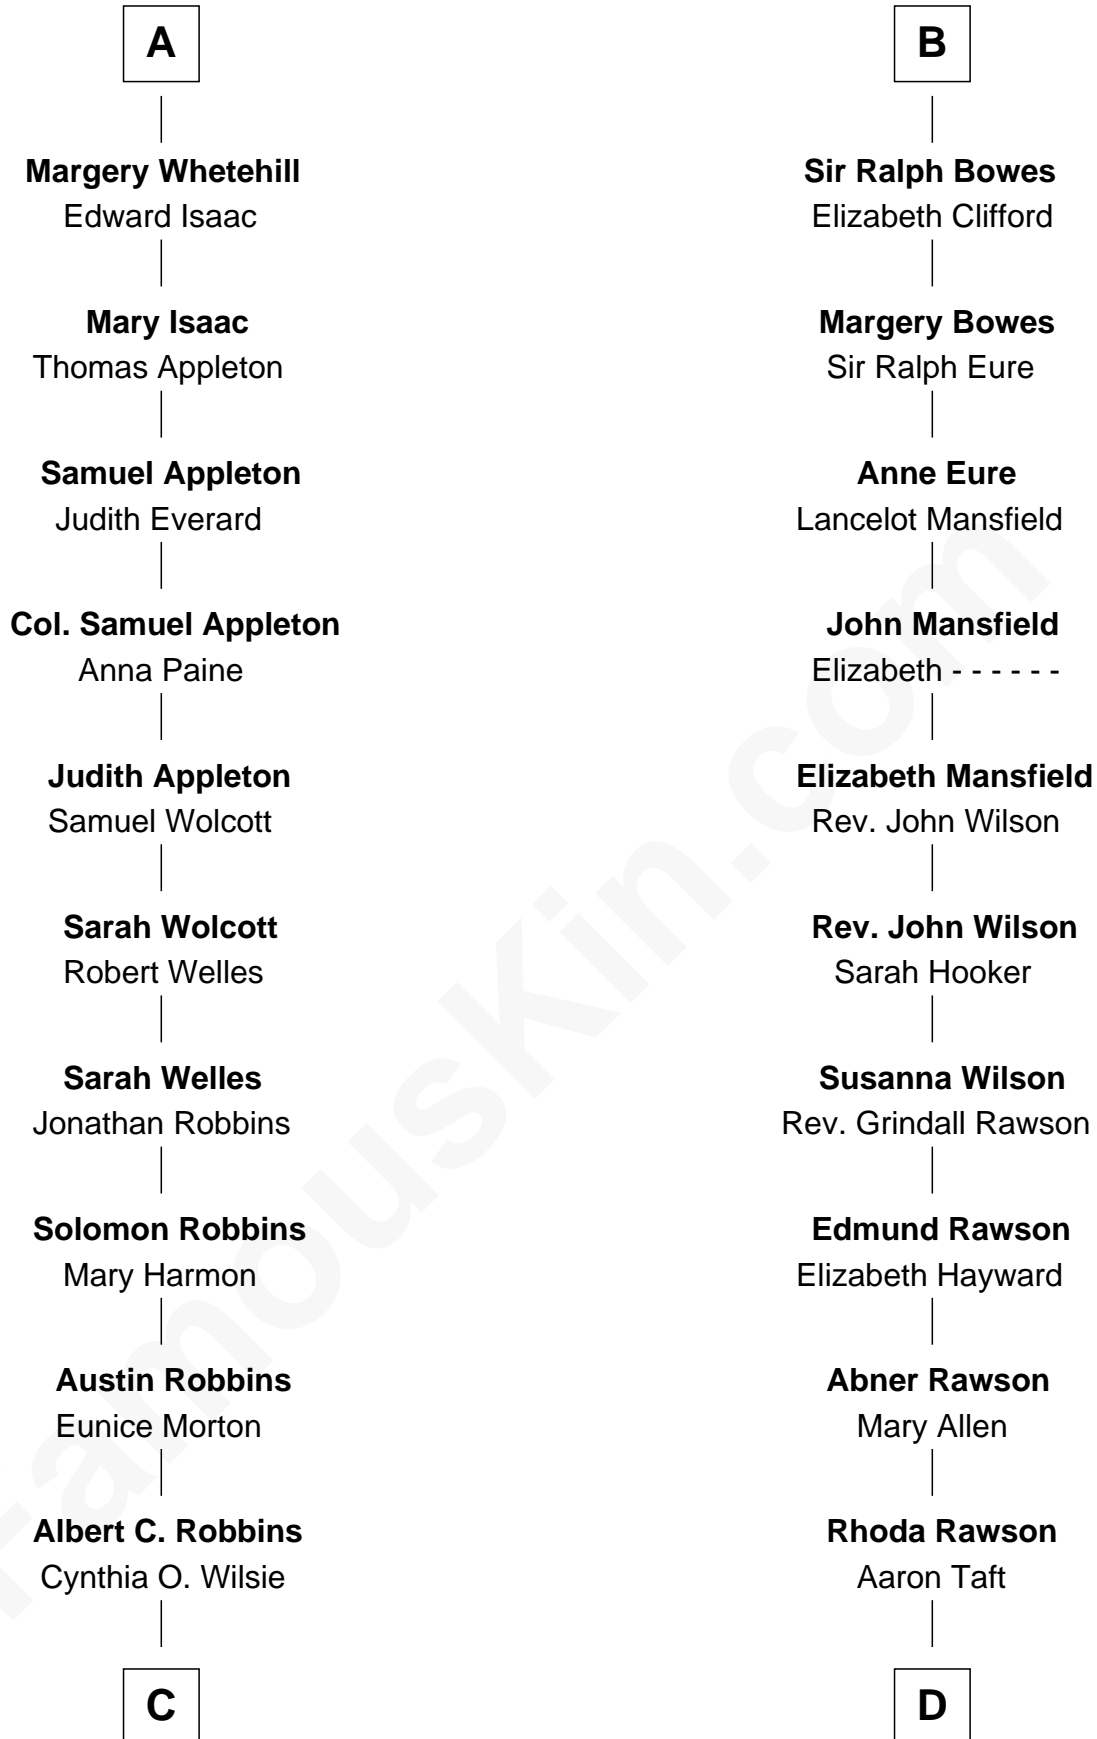 A
Margery Whetehill
Edward Isaac
Mary Isaac
Thomas Appleton
Samuel Appleton
Judith Everard
Col. Samuel Appleton
Anna Paine
Judith Appleton
Samuel Wolcott
Sarah Wolcott
Robert Welles
Sarah Welles
Jonathan Robbins
Solomon Robbins
Mary Harmon
Austin Robbins
Eunice Morton
Albert C. Robbins
Cynthia O. Wilsie
C
B
Sir Ralph Bowes
Elizabeth Clifford
Margery Bowes
Sir Ralph Eure
Anne Eure
Lancelot Mansfield
John Mansfield
Elizabeth - - - - - -
Elizabeth Mansfield
Rev. John Wilson
Rev. John Wilson
Sarah Hooker
Susanna Wilson
Rev. Grindall Rawson
Edmund Rawson
Elizabeth Hayward
Abner Rawson
Mary Allen
Rhoda Rawson
Aaron Taft
D
FamousKin.com